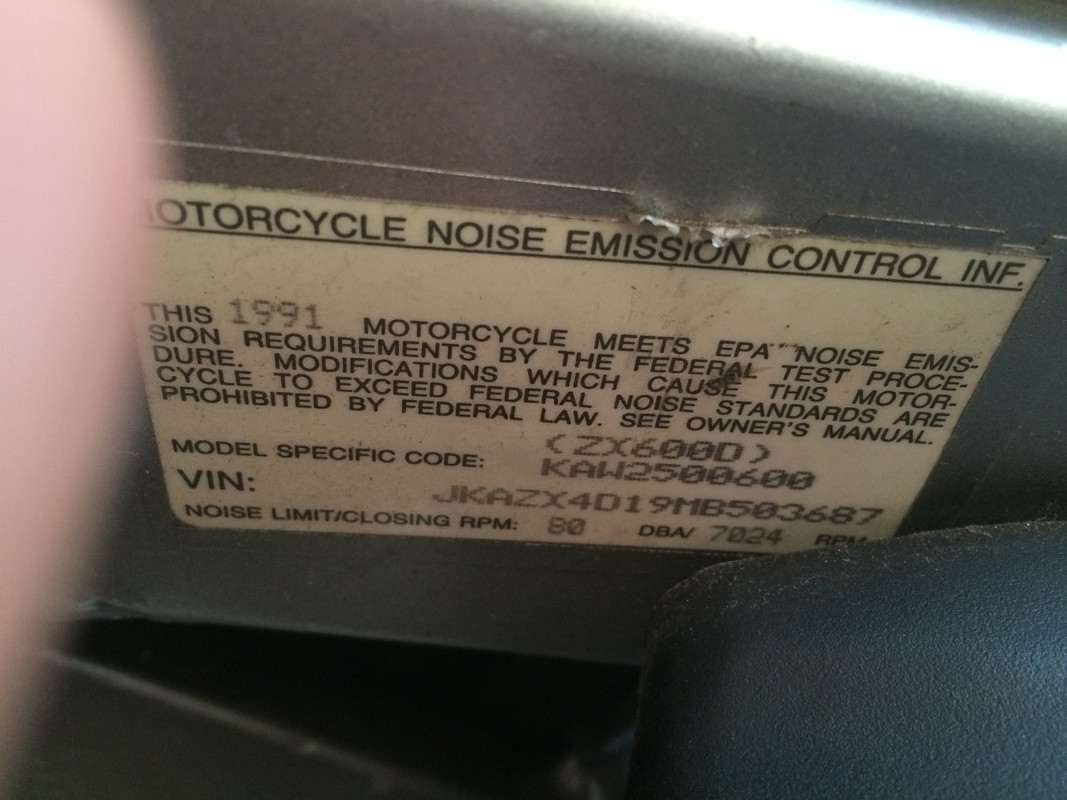 MOTORCYCLE NOISE EMISSION CONTROL INF.
THIS 1991 MOTORCYCLE MEETS EPA NOISE EMIS-
SION REQUIREMENTS BY THE FEDERAL TEST PROCE-
DURE. MODIFICATIONS WHICH CAUSE THIS MOTOR-
CYCLE TO EXCEED FEDERAL NOISE STANDARDS ARE
PROHIBITED BY FEDERAL LAW. SEE OWNER'S MANUAL.
(ZX600D)
MODEL SPECIFIC CODE: KAW2500600
VIN: JKAZX4D19MB503687
NOISE LIMIT/CLOSING RPM: 80 DBA/ 7024 RPM